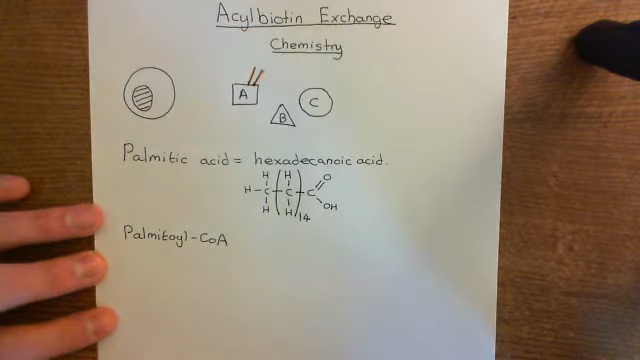 Acylbiotin Exchange
Chemistry
A
B
C
Palmitic acid = hexadecanoic acid.
H H O
H-C-(C)-C
H H 14 OH
Palmitoyl-CoA